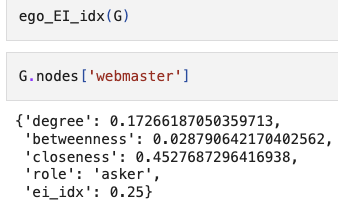 ego_EI_idx(G)
G.nodes['webmaster']
{'degree': 0.17266187050359713,
'betweenness': 0.028790642170402562,
'closeness': 0.4527687296416938,
'role': 'asker',
'ei_idx': 0.25}